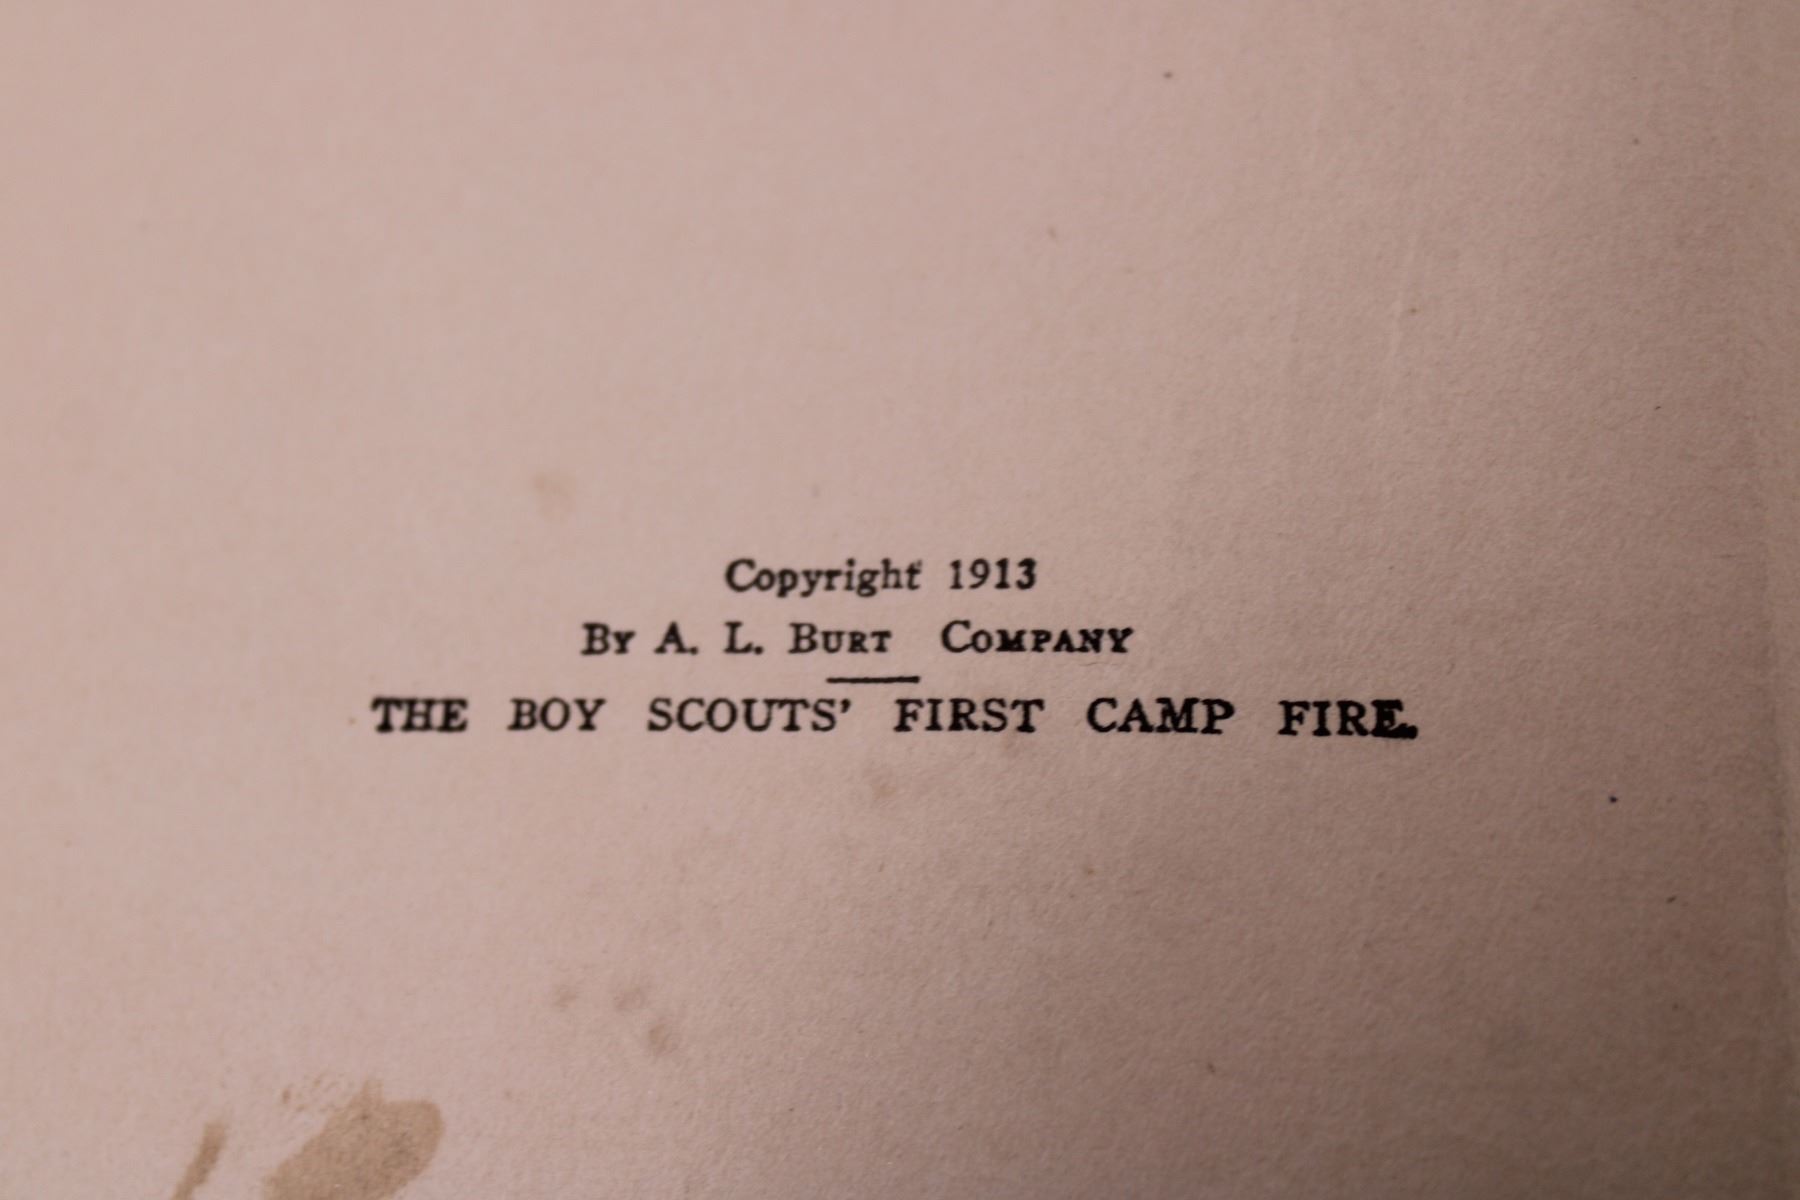 Copyright 1913
By A. L. Burt Company
THE BOY SCOUTS' FIRST CAMP FIRE.